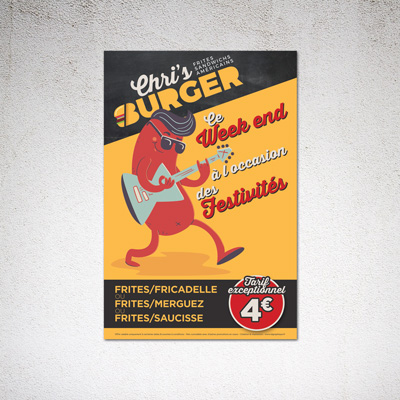 Chri's
FRITES
SANDWICHS
AMÉRICAINS
BURGER
Ce
Week end
à l'occasion
des
Festivités
FRITES/FRICADELLE
OU
FRITES/MERGUEZ
OU
FRITES/SAUCISSE
Tarif
exceptionnel
4€